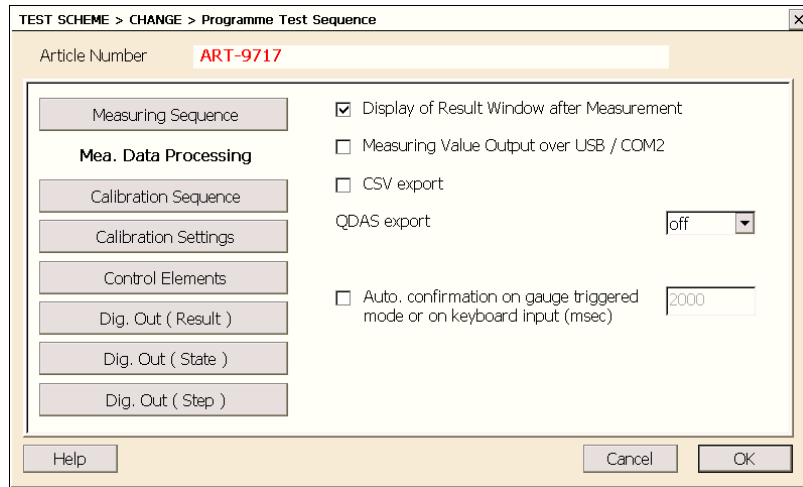 TEST SCHEME > CHANGE > Programme Test Sequence
Article Number ART-9717
Measuring Sequence
Mea. Data Processing
Calibration Sequence
Calibration Settings
Control Elements
Dig. Out ( Result )
Dig. Out ( State )
Dig. Out ( Step )
Display of Result Window after Measurement
Measuring Value Output over USB / COM2
CSV export
QDAS export off
Auto. confirmation on gauge triggered 2000
mode or on keyboard input (msec)
Help Cancel OK